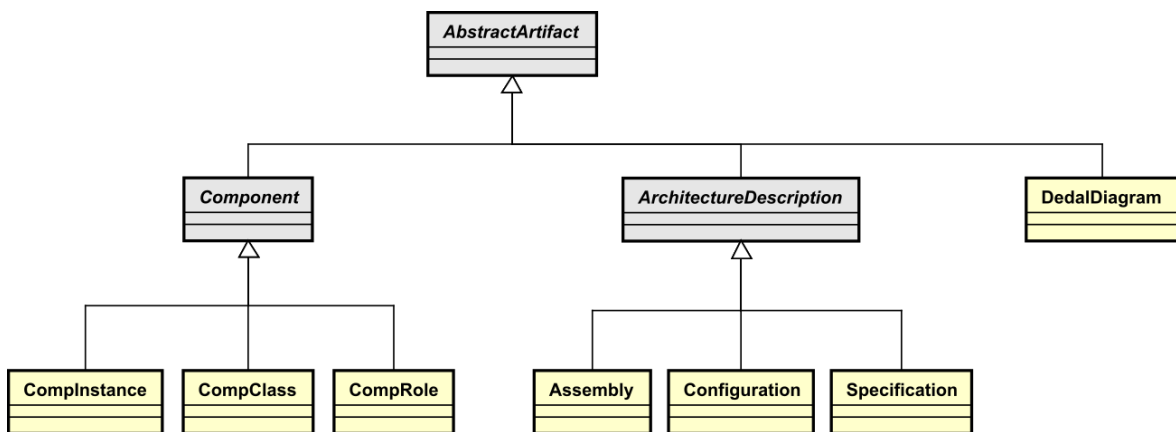 AbstractArtifact
Component
ArchitectureDescription
DedalDiagram
CompInstance
CompClass
CompRole
Assembly
Configuration
Specification